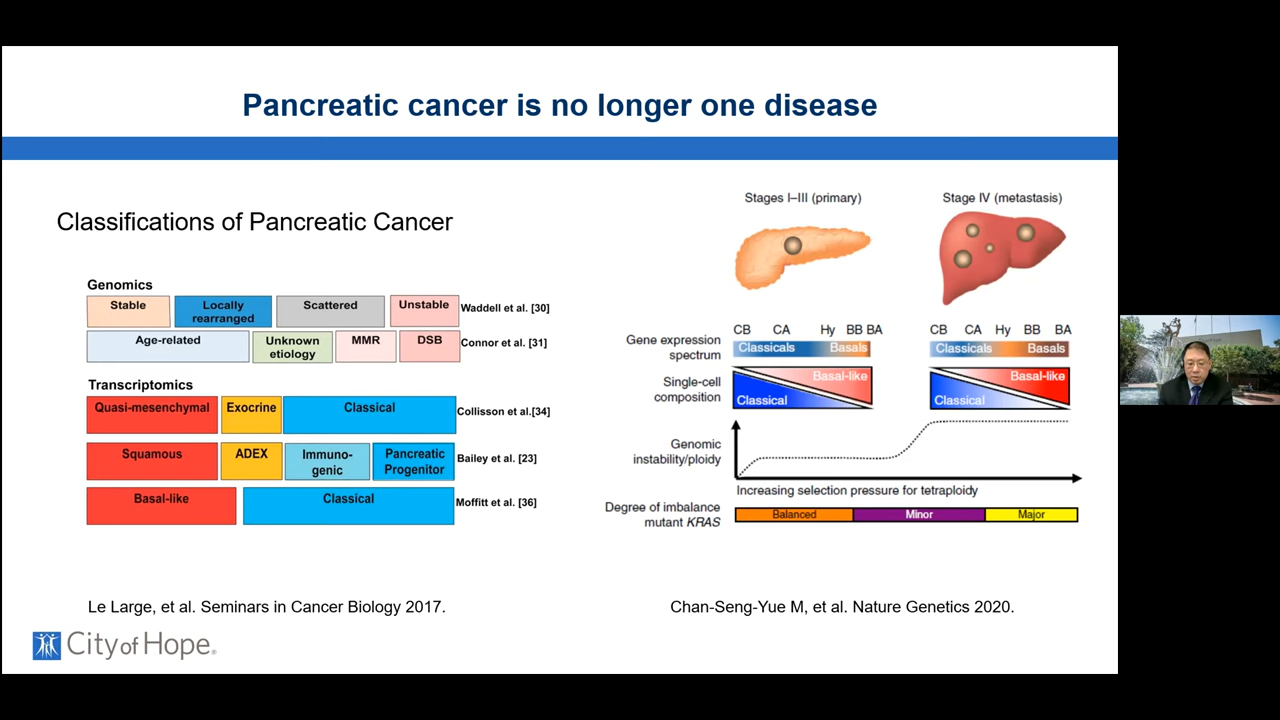 Pancreatic cancer is no longer one disease
Classifications of Pancreatic Cancer
Genomics
Stable
Locally
rearranged
Scattered
Unstable
Waddell et al. [30]
Age-related
Unknown
etiology
MMR
DSB
Connor et al. [31]
Transcriptomics
Quasi-mesenchymal
Exocrine
Classical
Collisson et al.[34]
Squamous
ADEX
Immuno-
genic
Pancreatic
Progenitor
Bailey et al. [23]
Basal-like
Classical
Moffitt et al. [36]
Le Large, et al. Seminars in Cancer Biology 2017.
City of Hope®
Stages I–III (primary)
Stage IV (metastasis)
CB CA Hy BB BA
CB CA Hy BB BA
Gene expression
spectrum
Classicals
Basals
Classicals
Basals
Single-cell
composition
Basal-like
Classical
Basal-like
Classical
Genomic
instability/ploidy
Increasing selection pressure for tetraploidy
Degree of imbalance
mutant KRAS
Balanced
Minor
Major
Chan-Seng-Yue M, et al. Nature Genetics 2020.